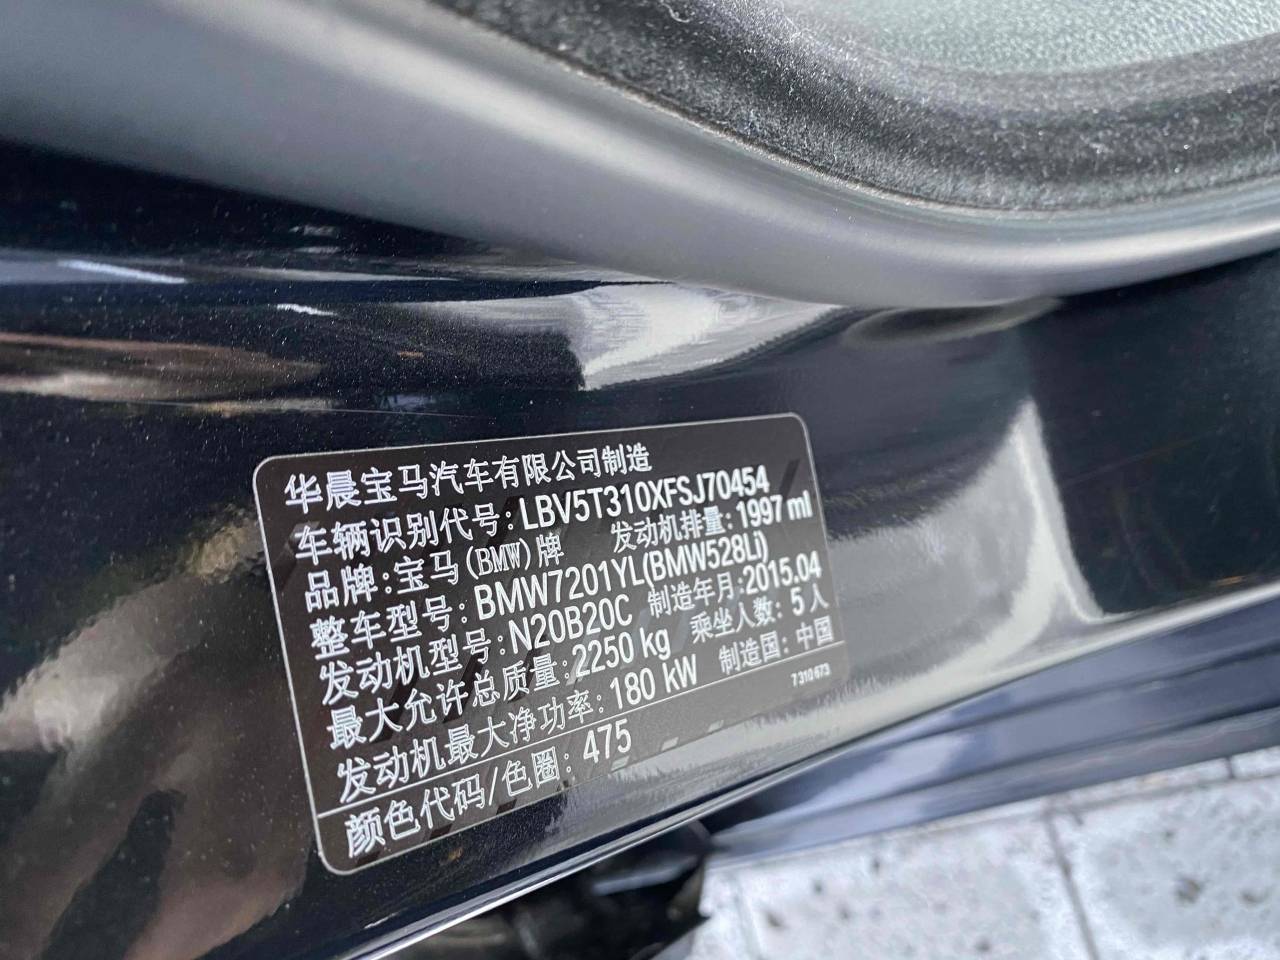 华晨宝马汽车有限公司制造
车辆识别代号:LBV5T310XFSJ70454
品牌:宝马(BMW)牌 发动机排量:1997 ml
整车型号:BMW7201YL(BMW528Li)
发动机型号:N20B20C 制造年月:2015.04
最大允许总质量:2250 kg 乘坐人数:5人
发动机最大净功率:180 kW 制造国:中国
颜色代码/色圈:475 7310673